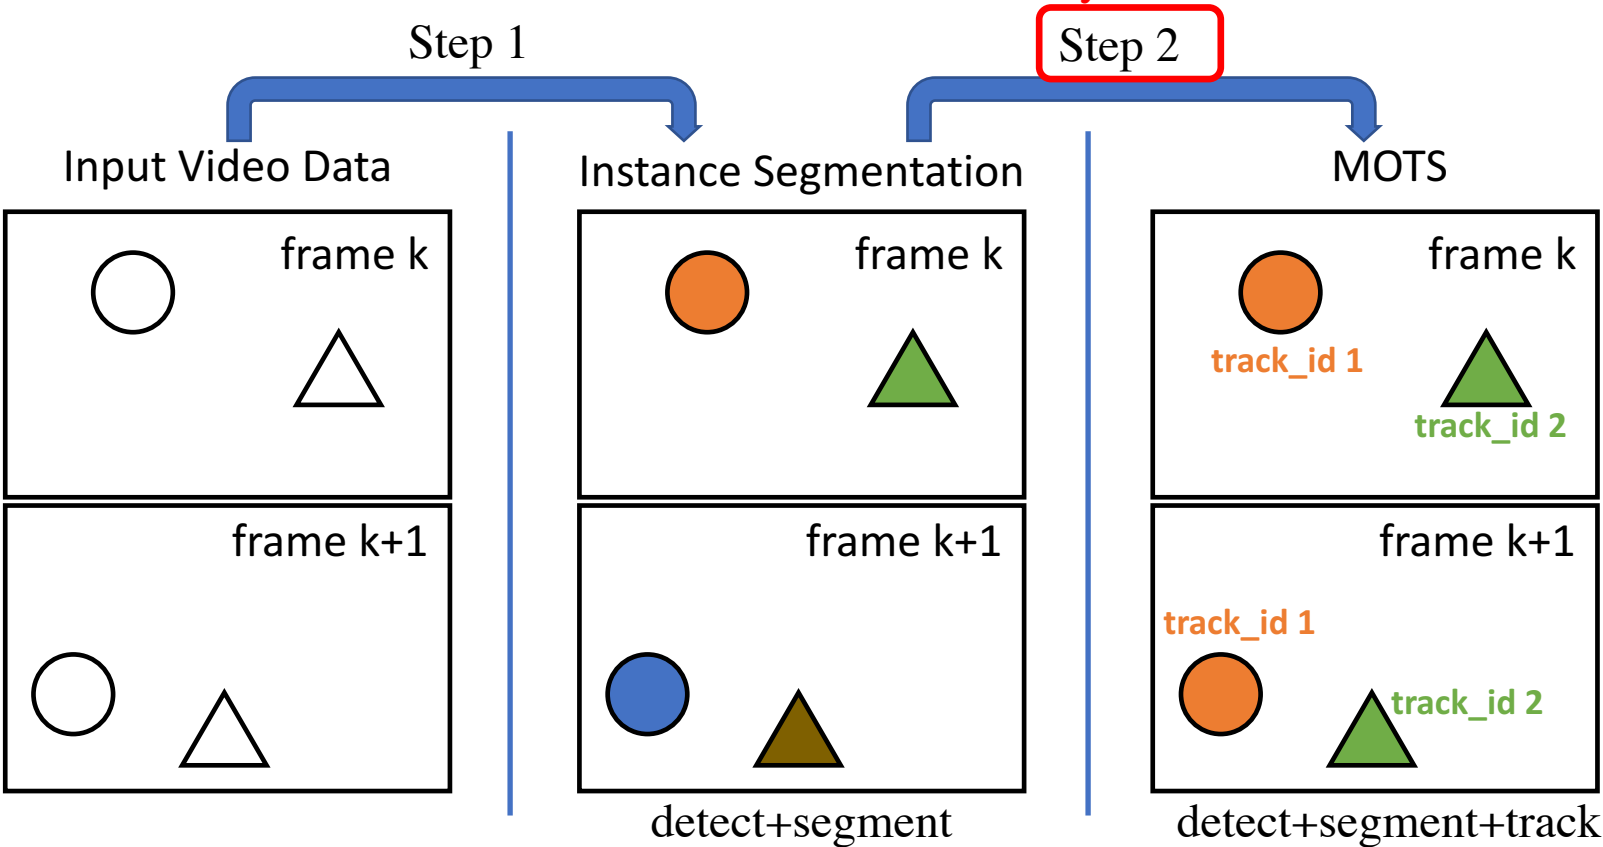 Step 1
Step 2
Input Video Data
Instance Segmentation
MOTS
frame k
frame k
frame k
track_id 1
track_id 2
frame k+1
frame k+1
frame k+1
track_id 1
track_id 2
detect+segment
detect+segment+track